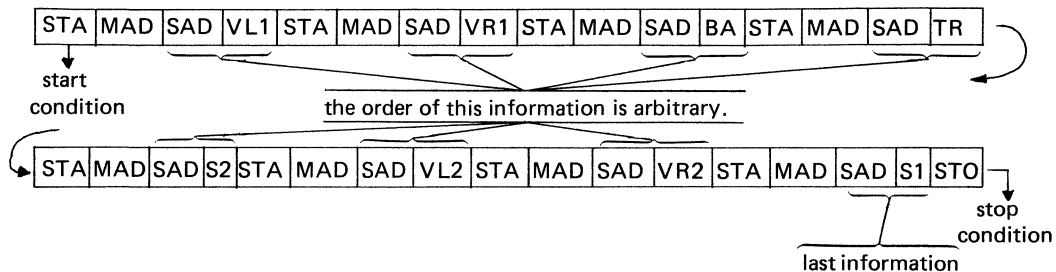 STA MAD SAD VL1 STA MAD SAD VR1 STA MAD SAD BA STA MAD SAD TR
start
condition
the order of this information is arbitrary.
STA MAD SAD S2 STA MAD SAD VL2 STA MAD SAD VR2 STA MAD SAD S1 STO
stop
condition
last information